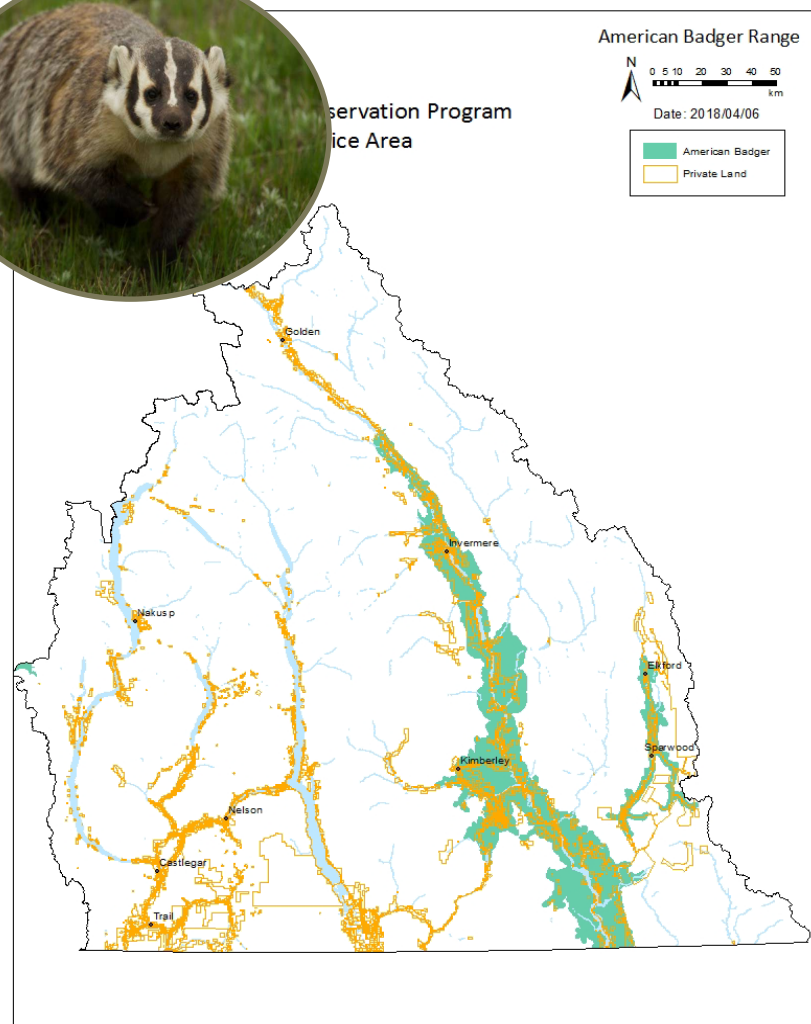 American Badger Range
N
0 5 10 20 30 40 50
km
Date: 2018/04/06
servation Program
ice Area
American Badger
Private Land
Golden
Invermere
Nakusp
Elkford
Sparwood
Kimberley
Nelson
Castlegar
Trail